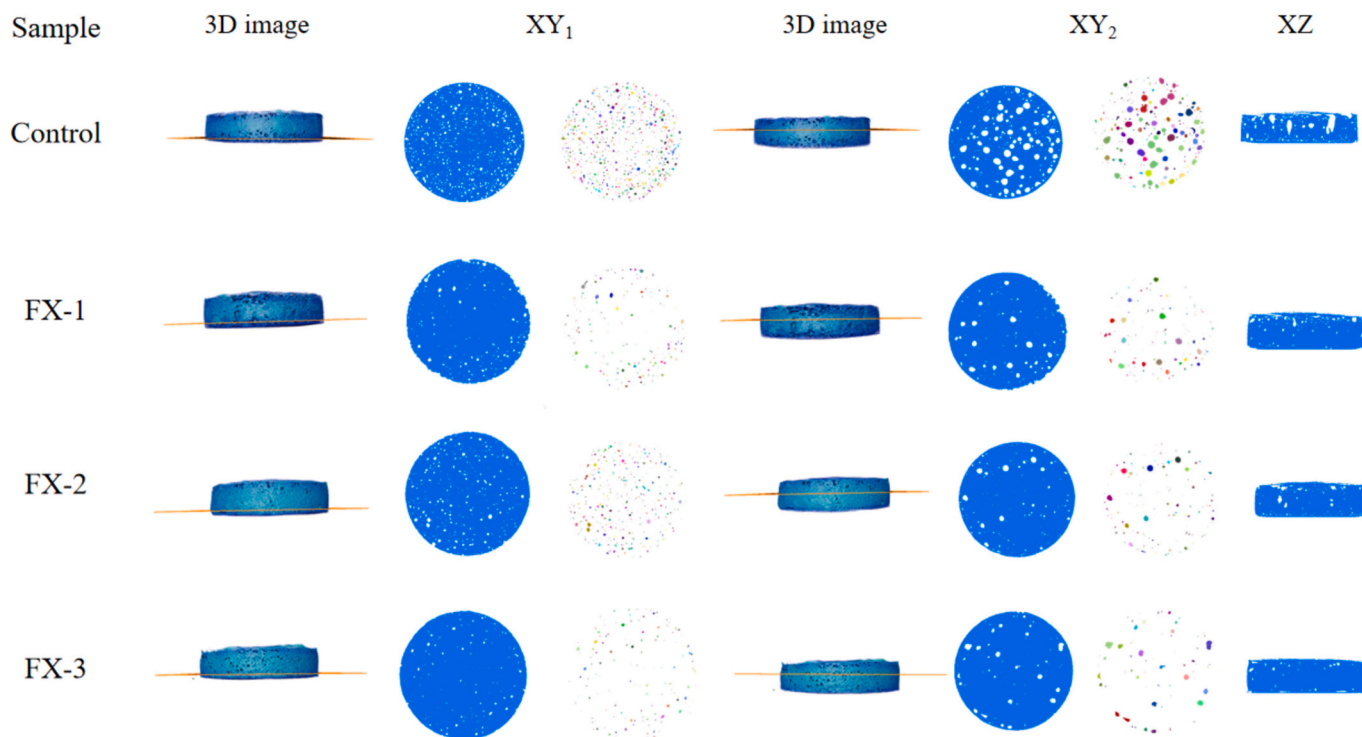 Sample 3D image XY₁ 3D image XY₂ XZ
Control
FX-1
FX-2
FX-3